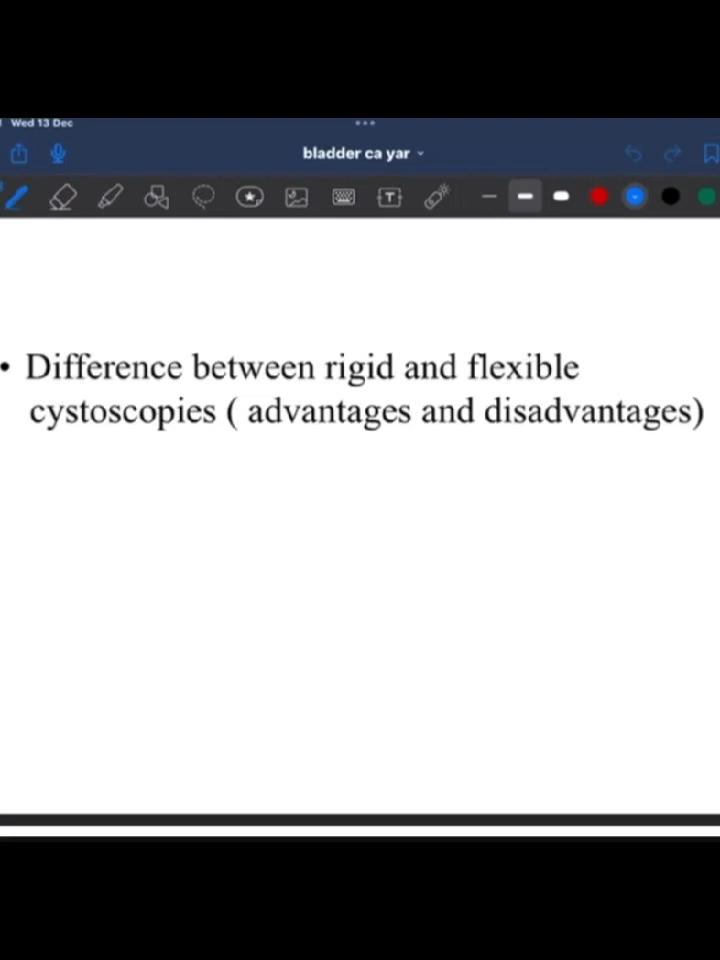 Wed 13 Dec
bladder ca yar
T
• Difference between rigid and flexible
cystoscopies ( advantages and disadvantages)